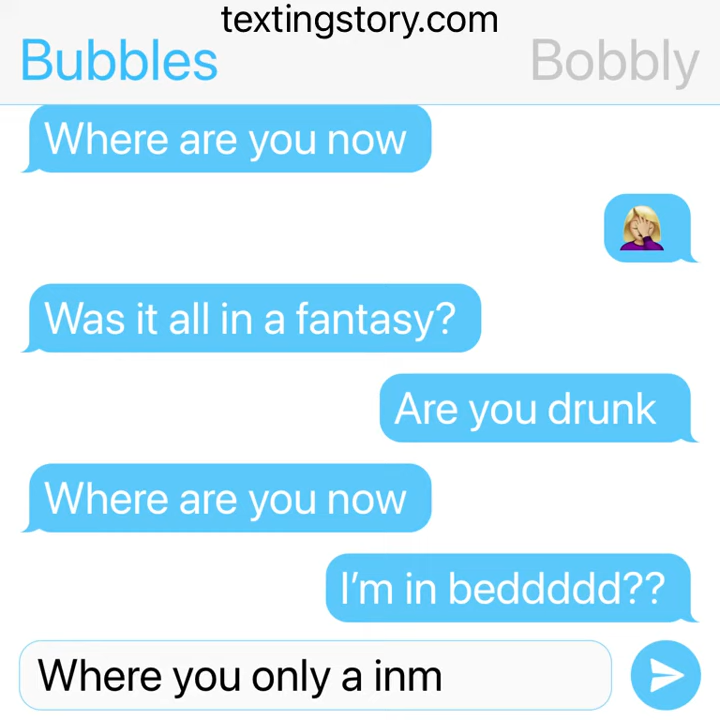 textingstory.com
Bubbles Bobbly
Where are you now
🤦🏼‍♀️
Was it all in a fantasy?
Are you drunk
Where are you now
I'm in beddddd??
Where you only a inm